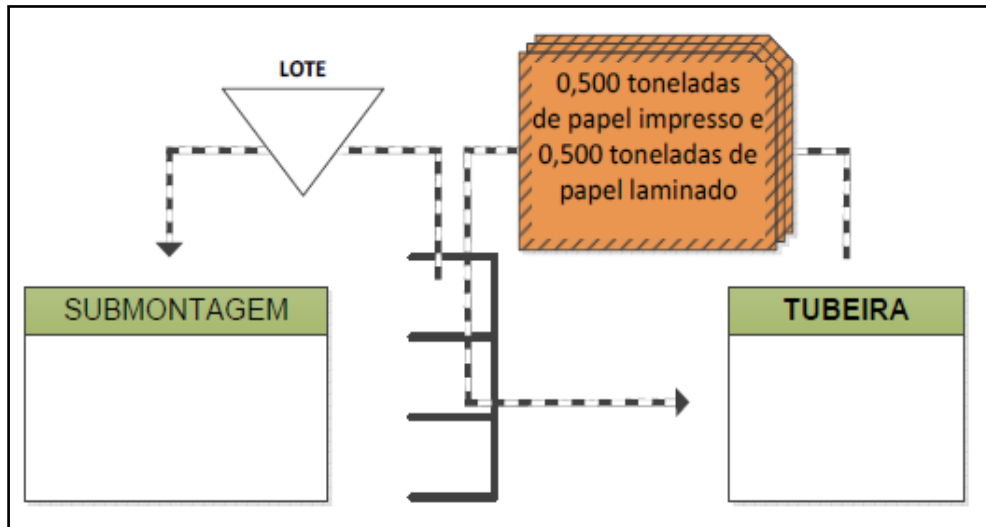 LOTE
0,500 toneladas
de papel impresso e
0,500 toneladas de
papel laminado
SUBMONTAGEM
TUBEIRA